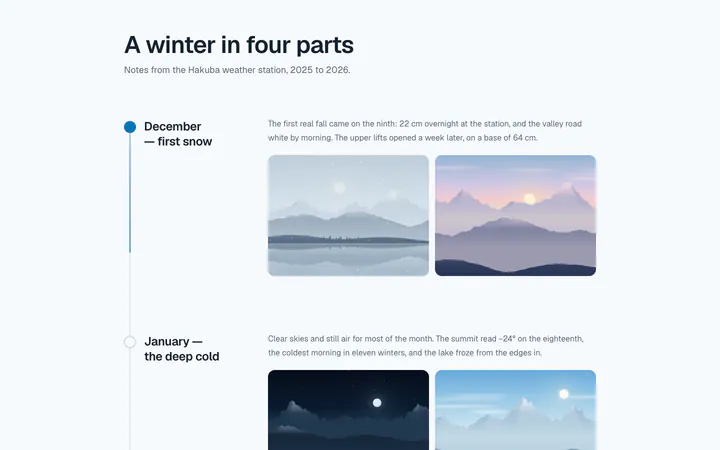 A winter in four parts
Notes from the Hakuba weather station, 2025 to 2026.
December
— first snow
The first real fall came on the ninth: 22 cm overnight at the station, and the valley road
white by morning. The upper lifts opened a week later, on a base of 64 cm.
January —
the deep cold
Clear skies and still air for most of the month. The summit read −24° on the eighteenth,
the coldest morning in eleven winters, and the lake froze from the edges in.